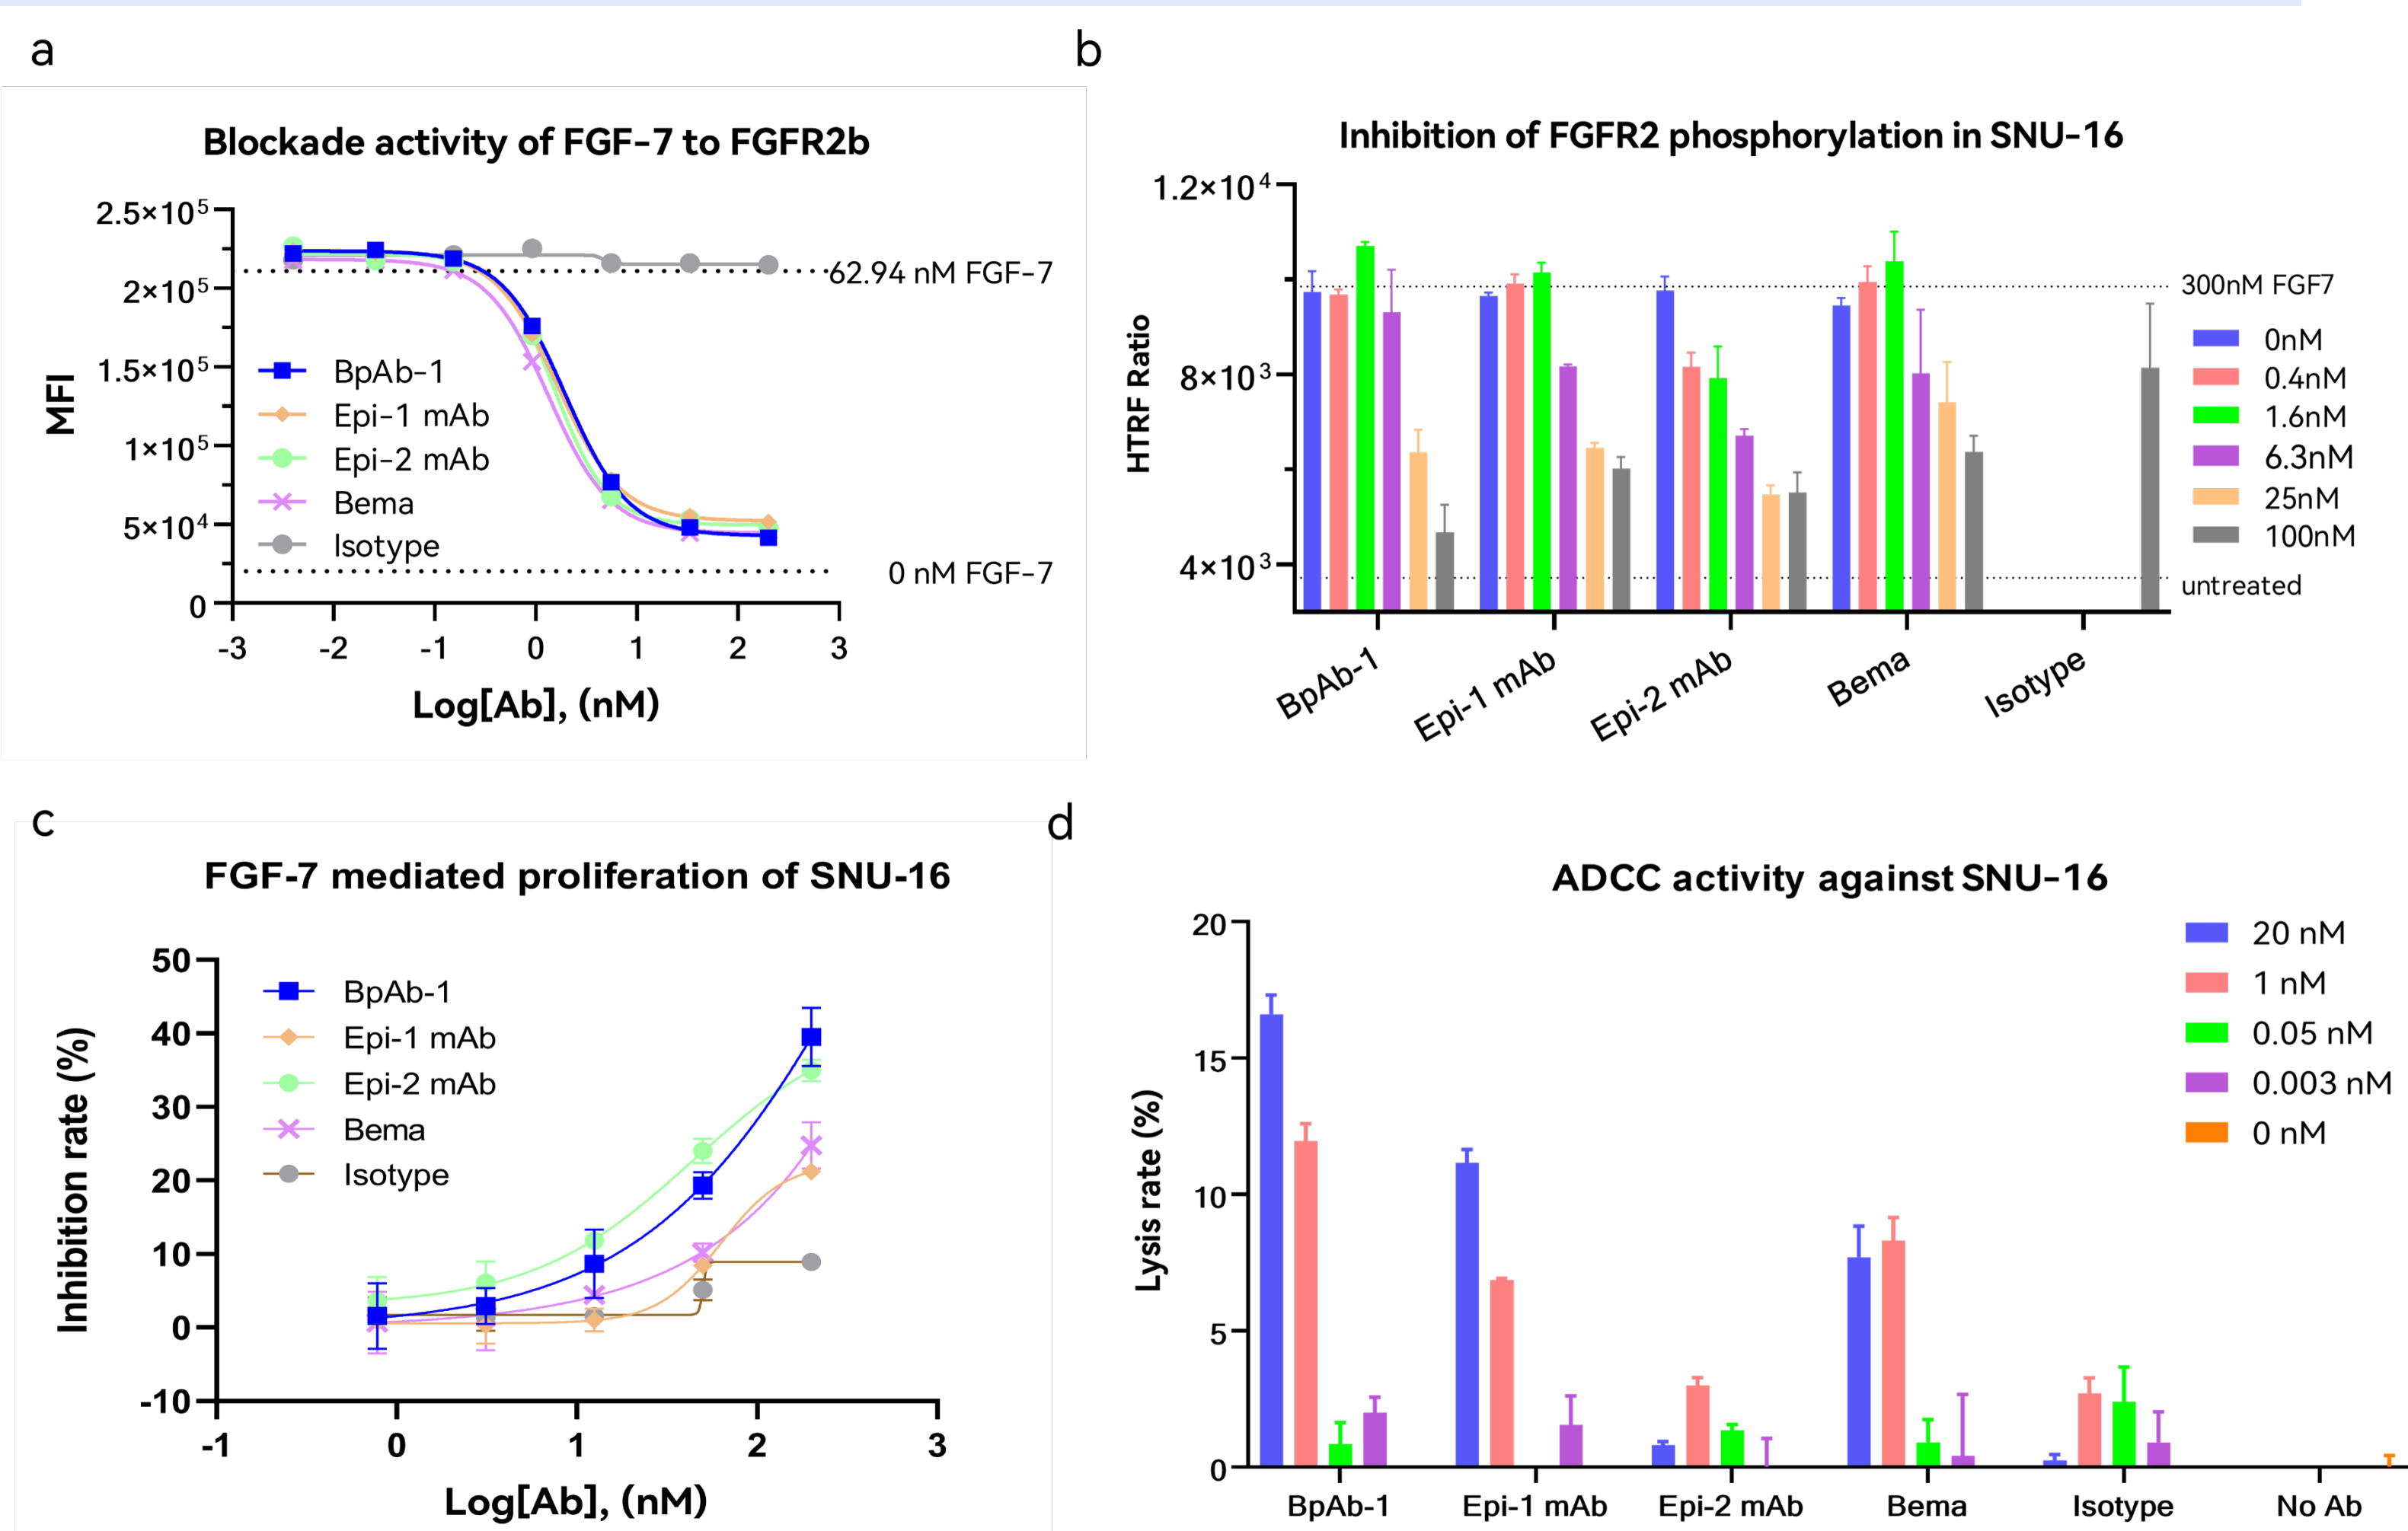 a
Blockade activity of FGF-7 to FGFR2b
2.5×10⁵
2×10⁵
1.5×10⁵
1×10⁵
5×10⁴
0
MFI
62.94 nM FGF-7
BpAb-1
Epi-1 mAb
Epi-2 mAb
Bema
Isotype
0 nM FGF-7
-3 -2 -1 0 1 2 3
Log[Ab], (nM)
b
Inhibition of FGFR2 phosphorylation in SNU-16
1.2×10⁴
8×10³
4×10³
HTRF Ratio
300nM FGF7
0nM
0.4nM
1.6nM
6.3nM
25nM
100nM
untreated
BpAb-1 Epi-1 mAb Epi-2 mAb Bema Isotype
c
FGF-7 mediated proliferation of SNU-16
50
40
30
20
10
0
-10
Inhibition rate (%)
BpAb-1
Epi-1 mAb
Epi-2 mAb
Bema
Isotype
-1 0 1 2 3
Log[Ab], (nM)
d
ADCC activity against SNU-16
20
15
10
5
0
Lysis rate (%)
20 nM
1 nM
0.05 nM
0.003 nM
0 nM
BpAb-1 Epi-1 mAb Epi-2 mAb Bema Isotype No Ab